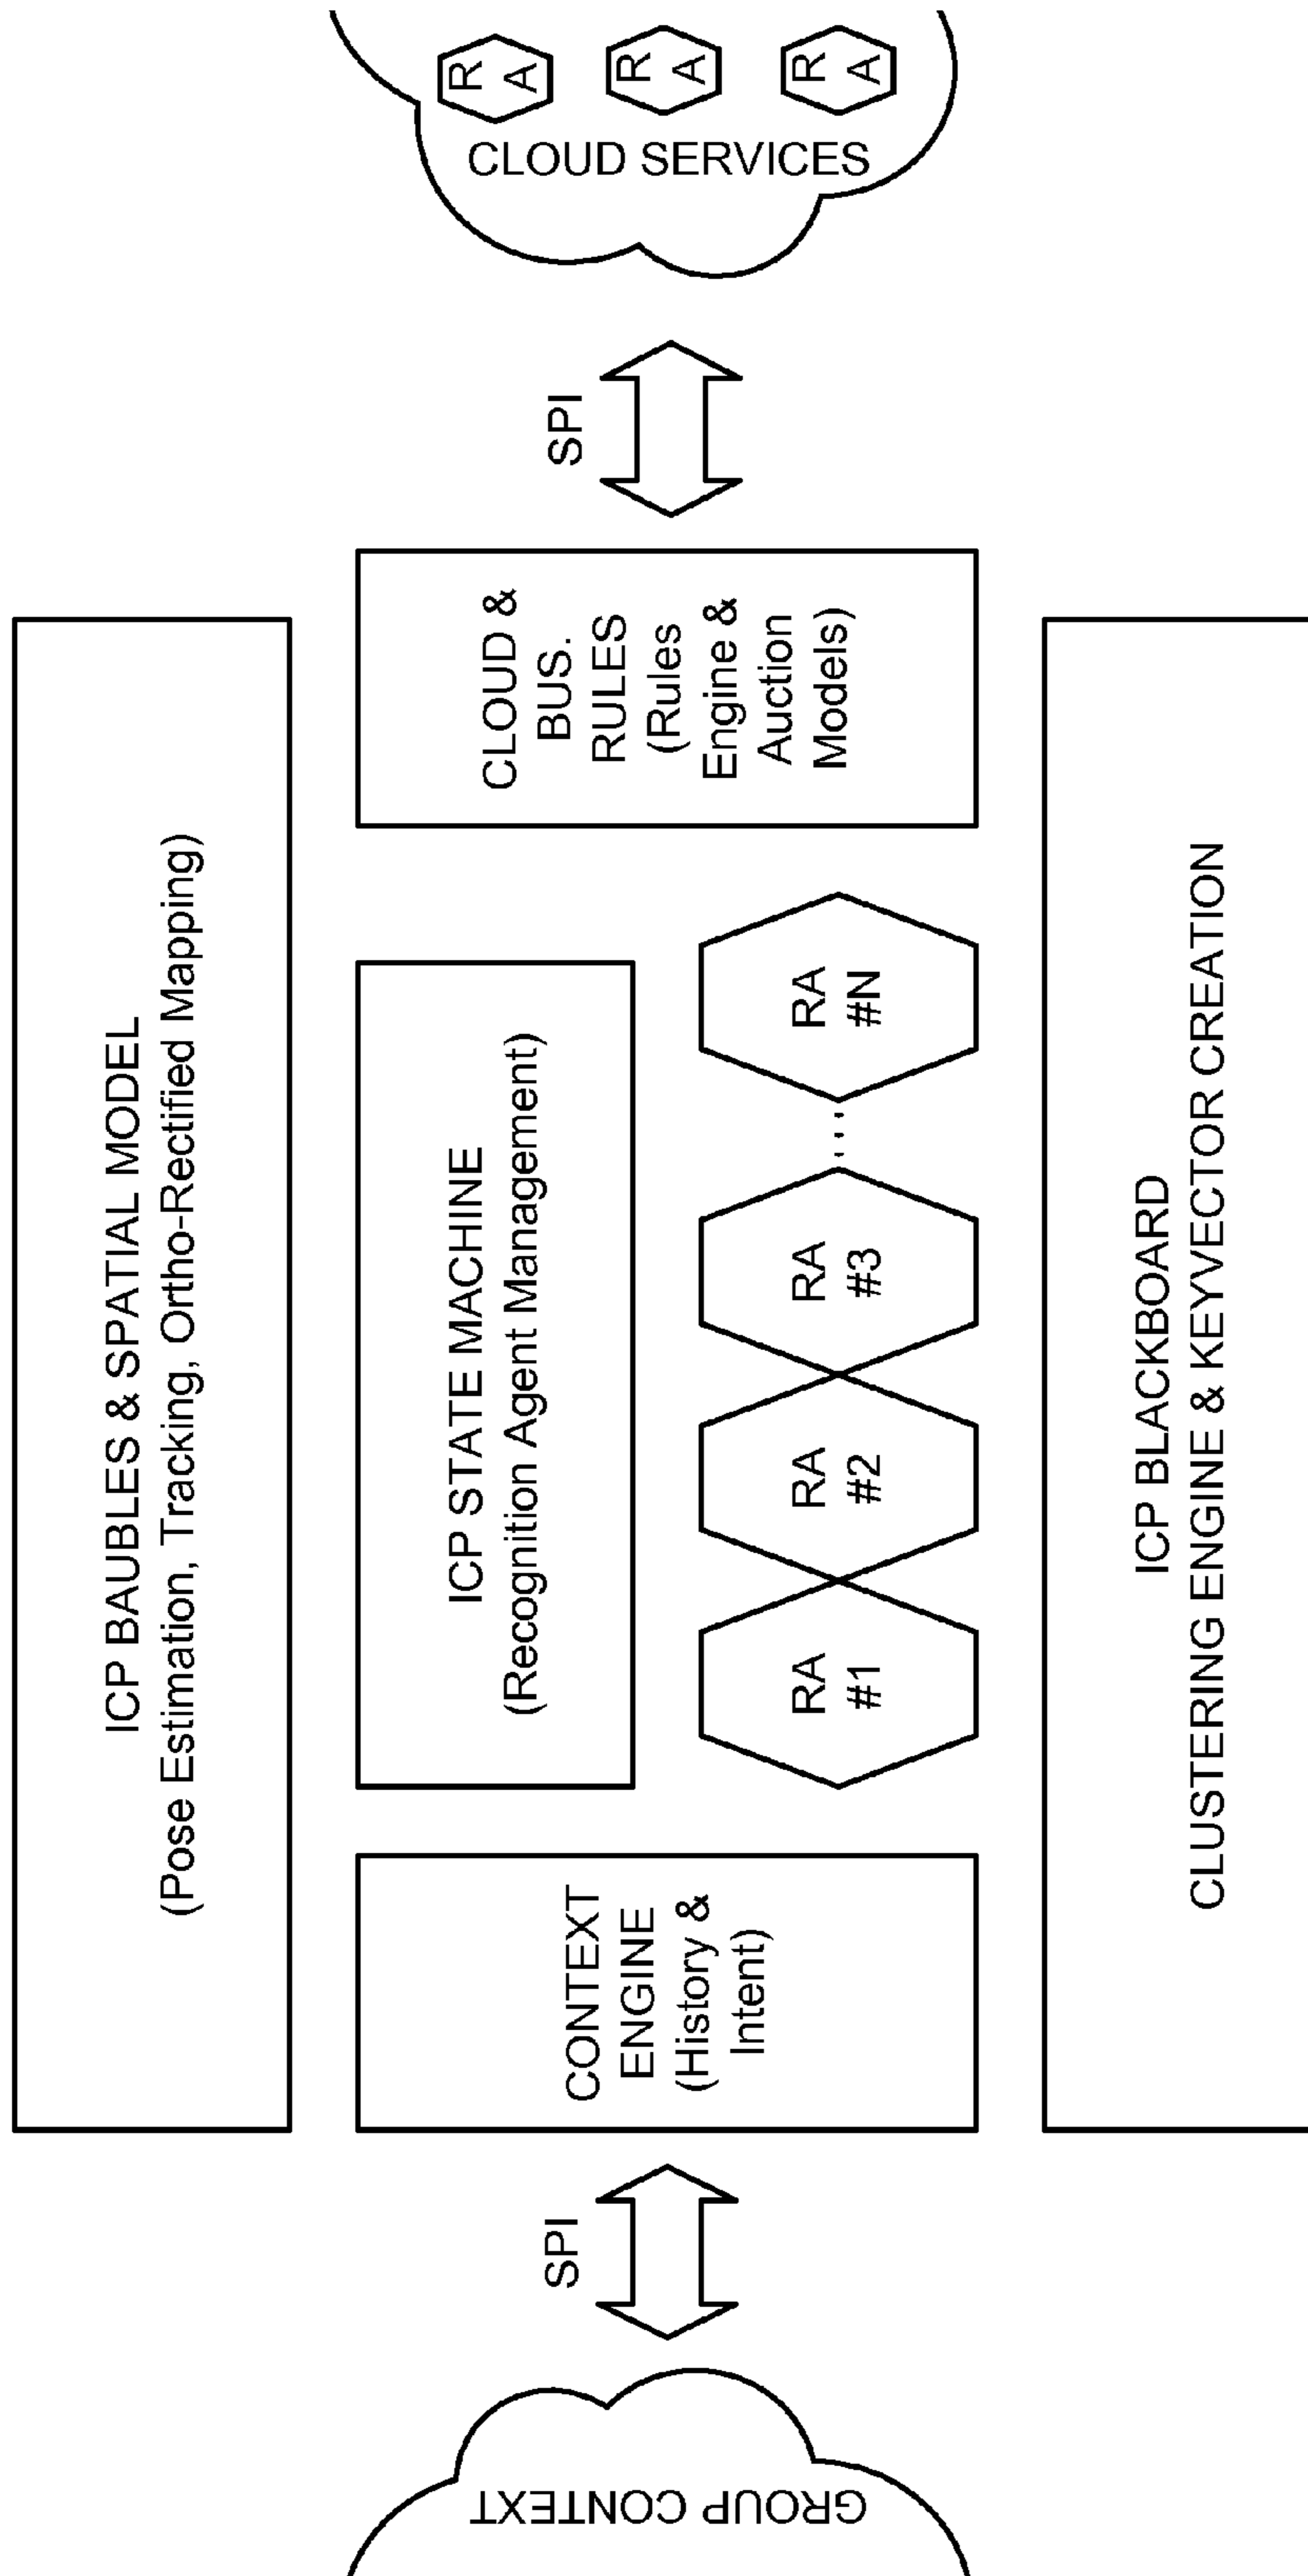 ICP BAUBLES & SPATIAL MODEL
(Pose Estimation, Tracking, Ortho-Rectified Mapping)
GROUP CONTEXT
SPI
CONTEXT
ENGINE
(History &
Intent)
ICP STATE MACHINE
(Recognition Agent Management)
RA
#1
RA
#2
RA
#3
....
RA
#N
CLOUD &
BUS.
RULES
(Rules
Engine &
Auction
Models)
SPI
CLOUD SERVICES
R
A
R
A
R
A
ICP BLACKBOARD
CLUSTERING ENGINE & KEYVECTOR CREATION